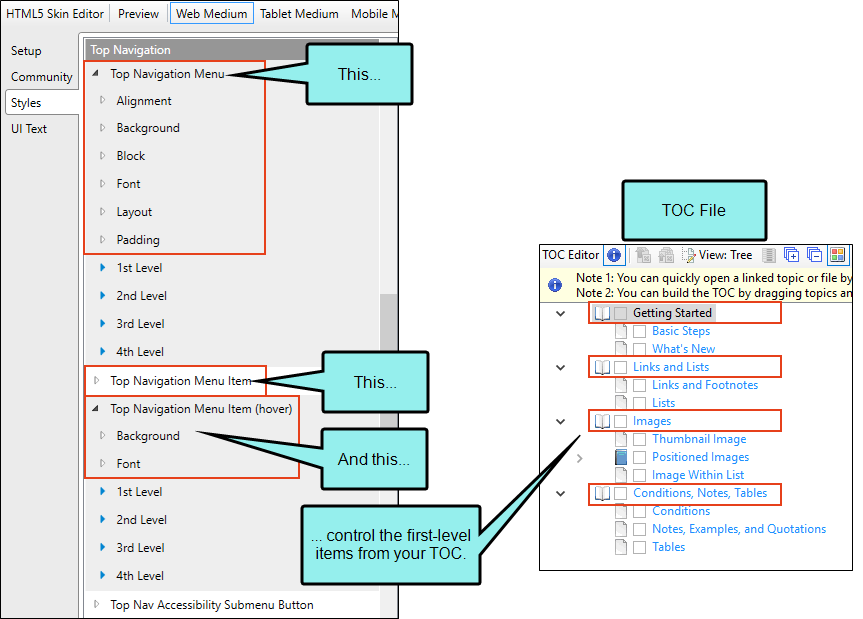 HTML5 Skin Editor Preview Web Medium Tablet Medium Mobile M
Setup
Community
Styles
UI Text
Top Navigation
Top Navigation Menu
Alignment
Background
Block
Font
Layout
Padding
1st Level
2nd Level
3rd Level
4th Level
Top Navigation Menu Item
Top Navigation Menu Item (hover)
Background
Font
1st Level
2nd Level
3rd Level
4th Level
Top Nav Accessibility Submenu Button
This...
This...
And this...
... control the first-level
items from your TOC.
TOC File
TOC Editor View: Tree
Note 1: You can quickly open a linked topic or file by
Note 2: You can build the TOC by dragging topics an
Getting Started
Basic Steps
What's New
Links and Lists
Links and Footnotes
Lists
Images
Thumbnail Image
Positioned Images
Image Within List
Conditions, Notes, Tables
Conditions
Notes, Examples, and Quotations
Tables